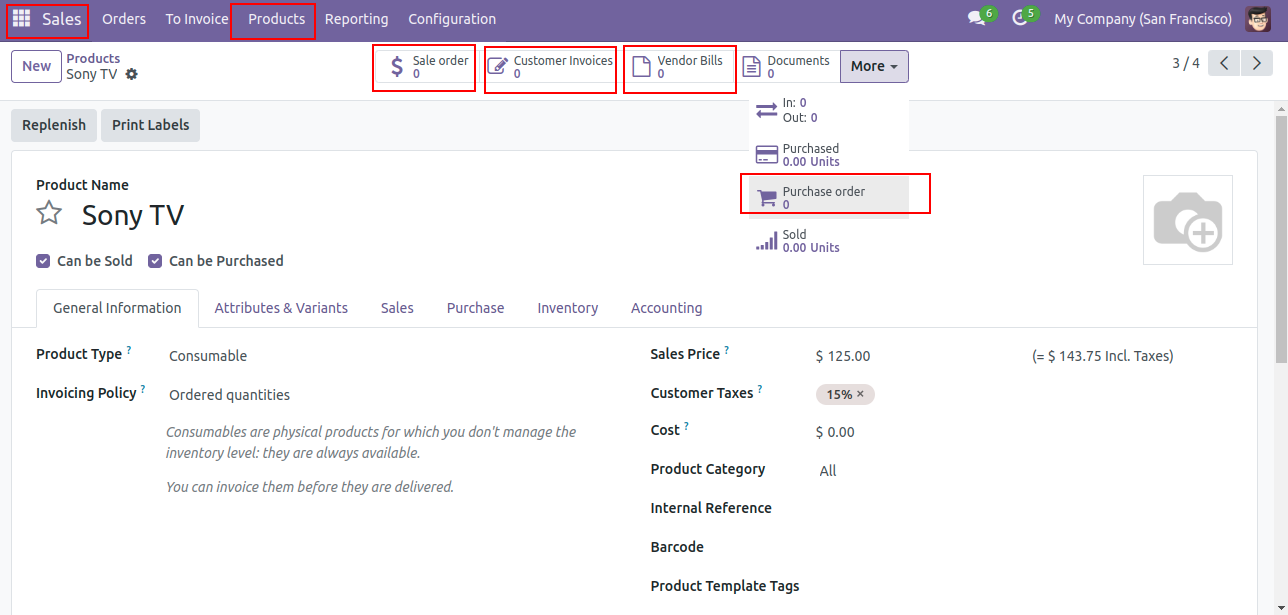 Sales Orders To Invoice Products Reporting Configuration 6 5 My Company (San Francisco)
New Products Sale order 0 Customer Invoices 0 Vendor Bills 0 Documents 0 More 3 / 4
Sony TV
In: 0
Out: 0
Replenish Print Labels
Purchased
0.00 Units
Product Name
Purchase order
0
Sony TV
Sold
0.00 Units
Can be Sold Can be Purchased
General Information Attributes & Variants Sales Purchase Inventory Accounting
Product Type ? Consumable
Sales Price ? $ 125.00 (= $ 143.75 Incl. Taxes)
Invoicing Policy ? Ordered quantities
Customer Taxes ? 15% ×
Consumables are physical products for which you don't manage the
inventory level: they are always available.
Cost ? $ 0.00
Product Category All
You can invoice them before they are delivered.
Internal Reference
Barcode
Product Template Tags